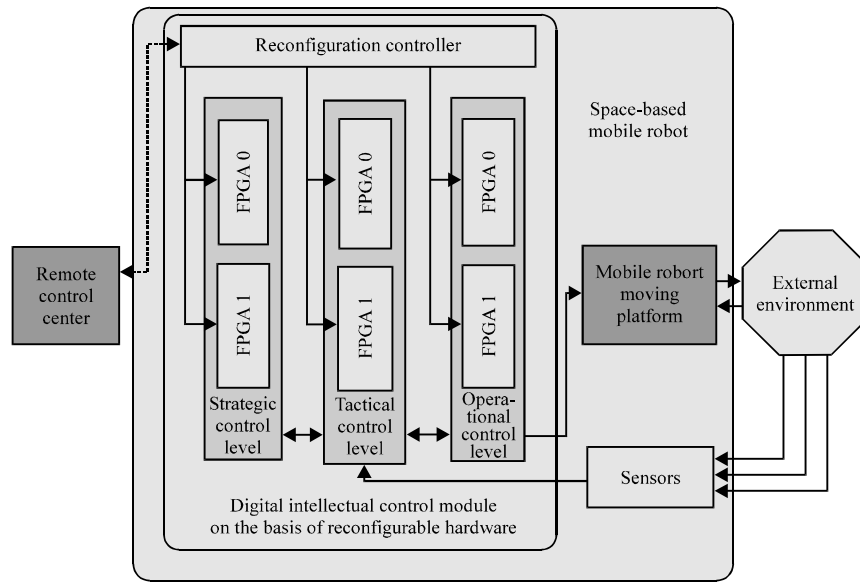 Reconfiguration controller
Space-based
mobile robot
FPGA 0
FPGA 0
FPGA 0
FPGA 1
FPGA 1
FPGA 1
Remote
control
center
Mobile robort
moving
platform
External
environment
Strategic
control
level
Tactical
control
level
Opera-
tional
control
level
Sensors
Digital intellectual control module
on the basis of reconfigurable hardware